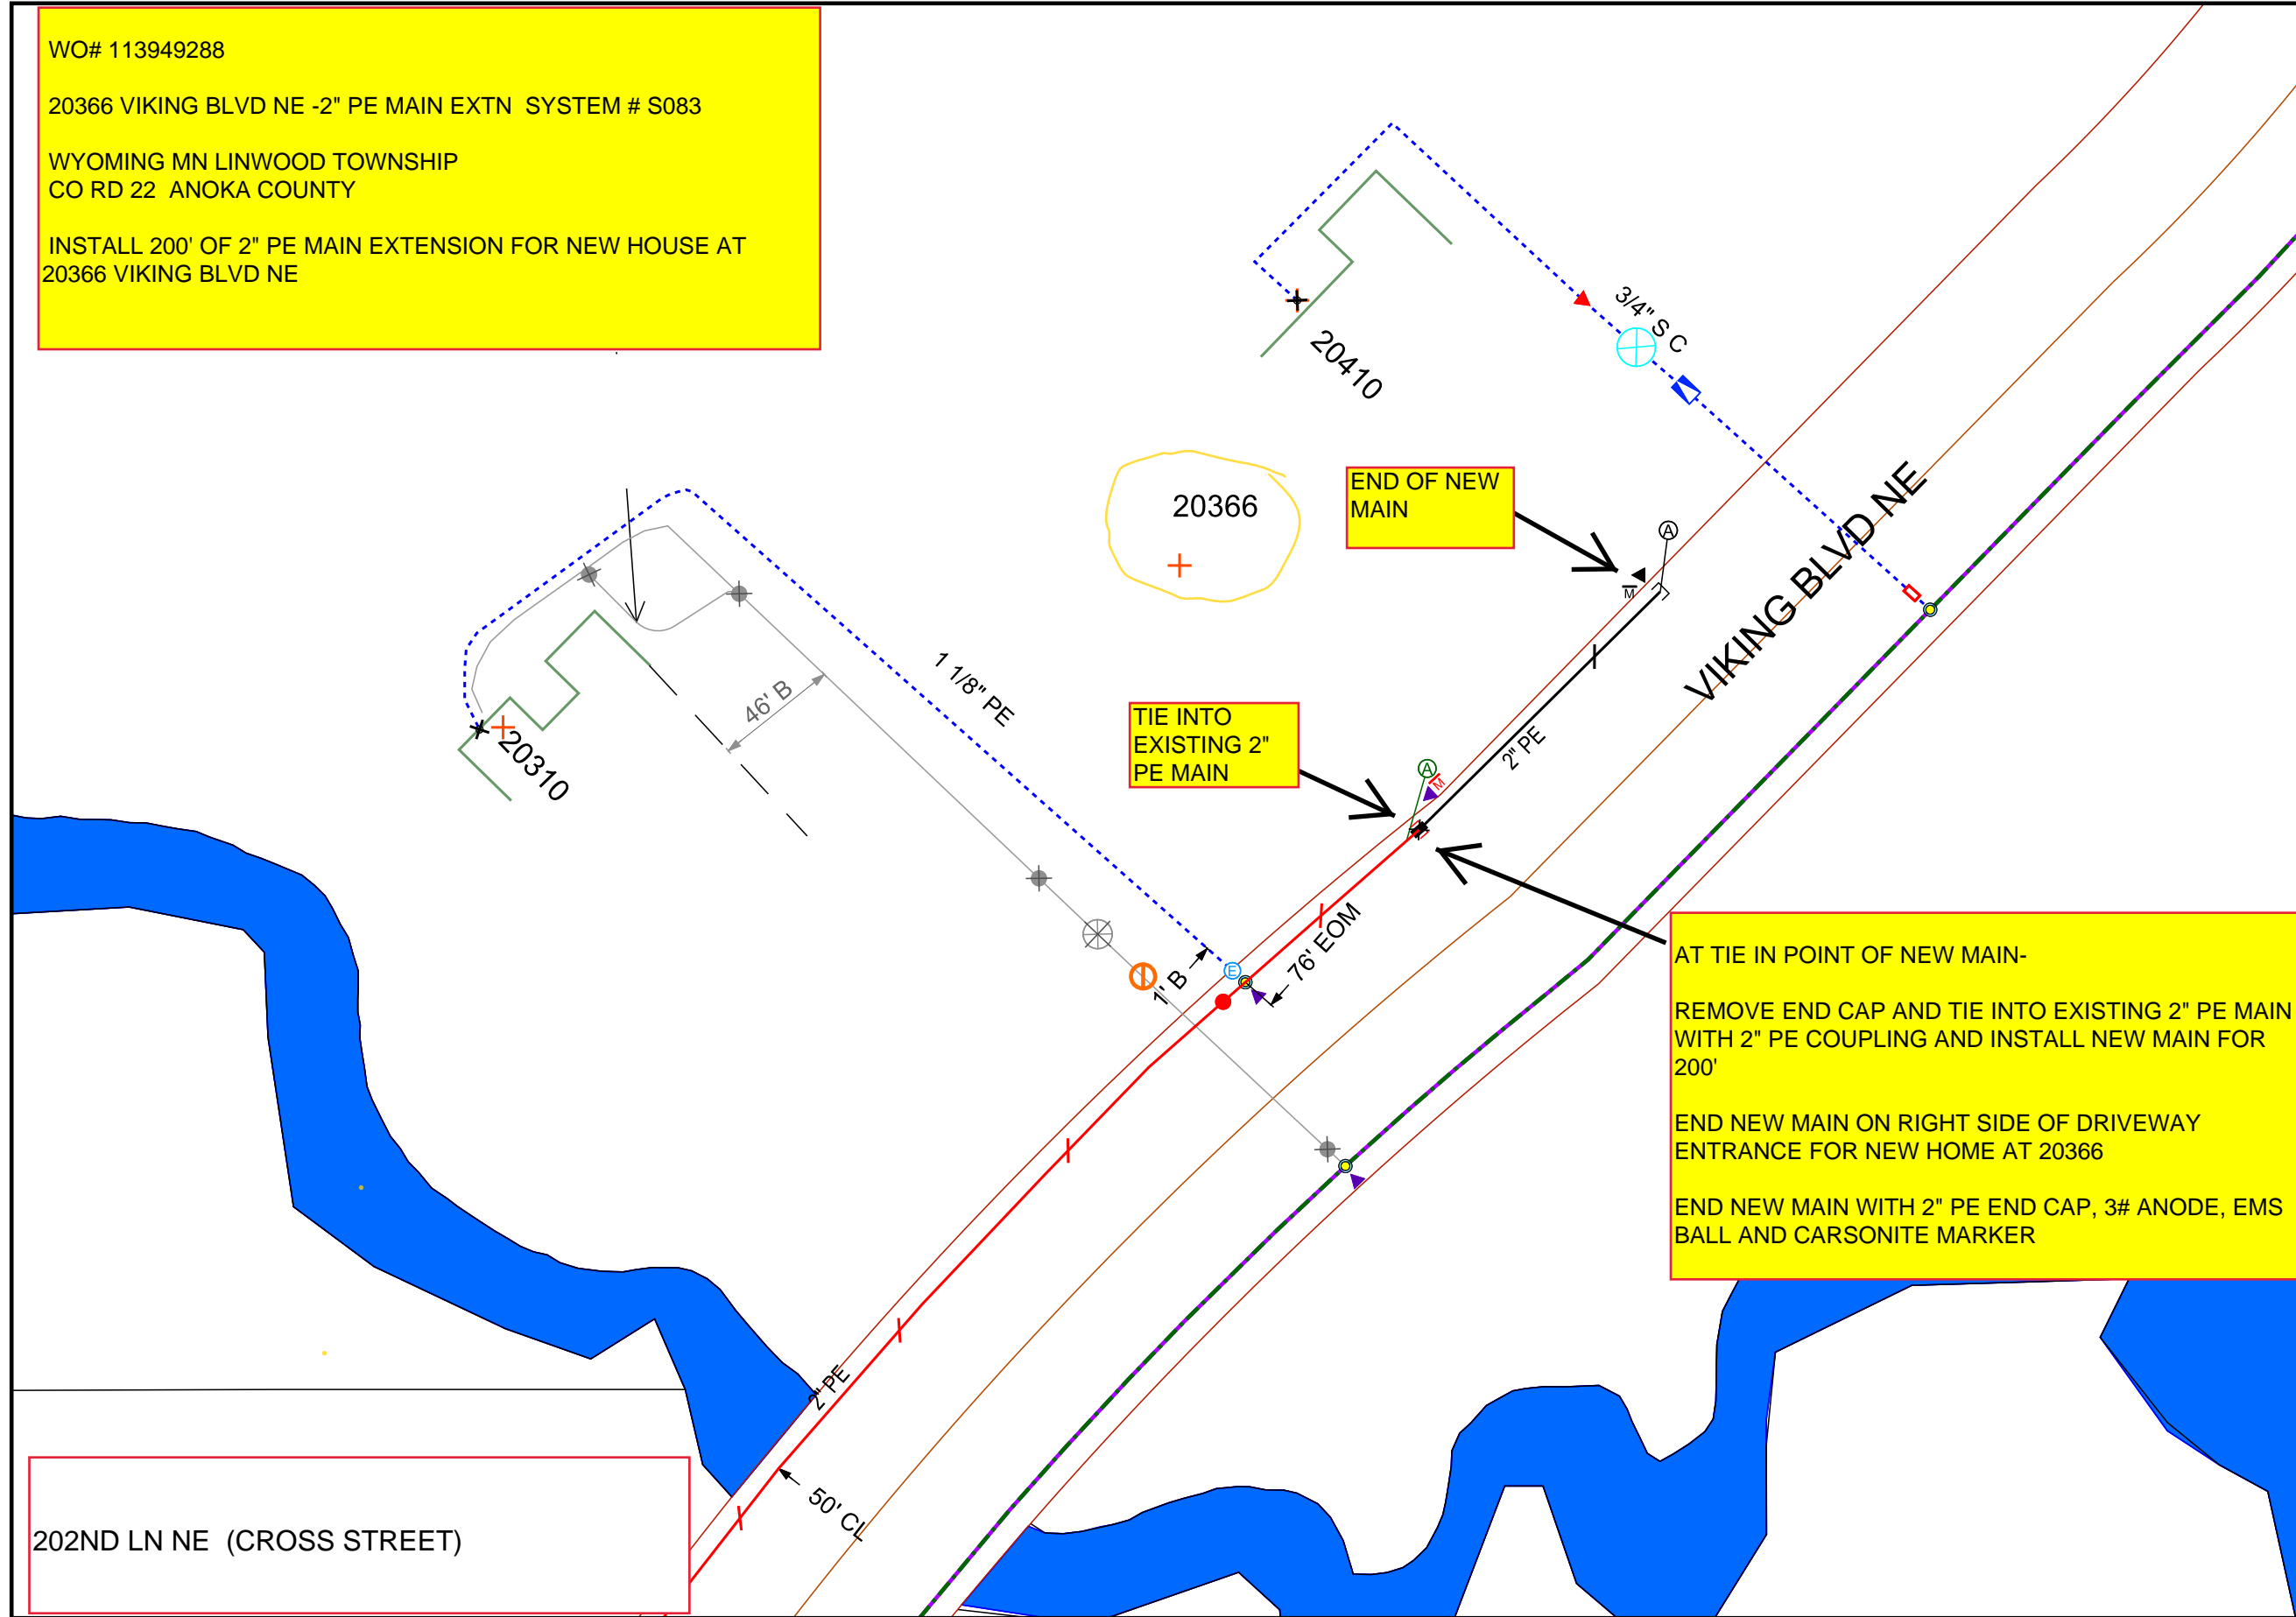 WO# 113949288
20366 VIKING BLVD NE -2" PE MAIN EXTN  SYSTEM # S083
WYOMING MN LINWOOD TOWNSHIP
CO RD 22  ANOKA COUNTY
INSTALL 200' OF 2" PE MAIN EXTENSION FOR NEW HOUSE AT
20366 VIKING BLVD NE
3/4" S C
20410
20366
END OF NEW
MAIN
A
M
VIKING BLVD NE
1 1/8" PE
46' B
20310
TIE INTO
EXISTING 2"
PE MAIN
A
M
2" PE
76' EOM
E
1' B
AT TIE IN POINT OF NEW MAIN-
REMOVE END CAP AND TIE INTO EXISTING 2" PE MAIN
WITH 2" PE COUPLING AND INSTALL NEW MAIN FOR
200'
END NEW MAIN ON RIGHT SIDE OF DRIVEWAY
ENTRANCE FOR NEW HOME AT 20366
END NEW MAIN WITH 2" PE END CAP, 3# ANODE, EMS
BALL AND CARSONITE MARKER
2" PE
50' CL
202ND LN NE  (CROSS STREET)